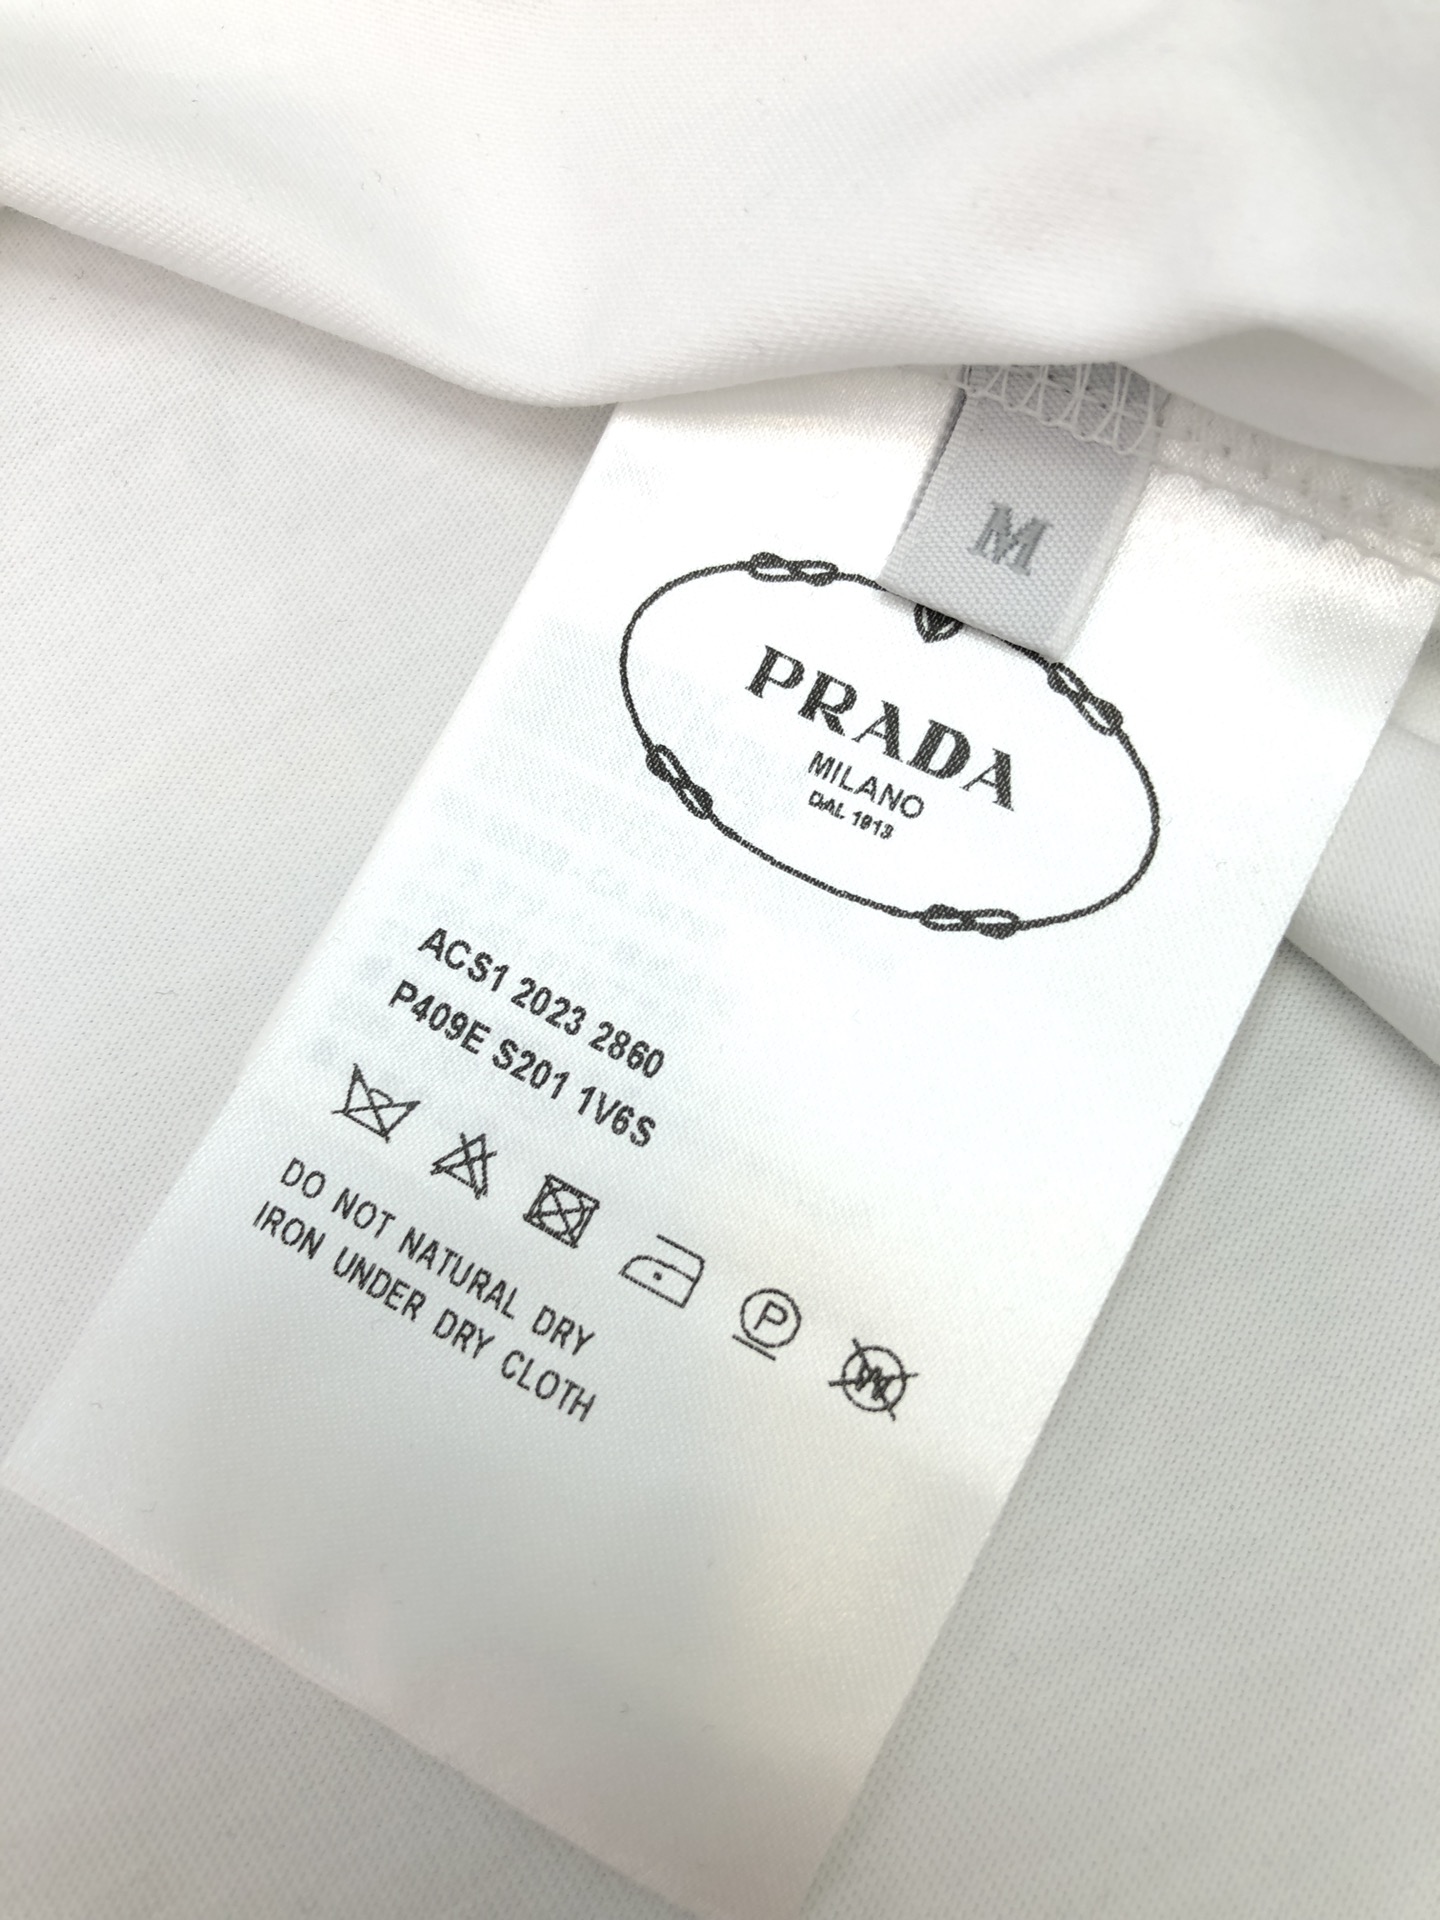 M
PRADA
MILANO
DAL 1913
ACS1 2023 2860
P409E S201 1V6S
P
W
DO NOT NATURAL DRY
IRON UNDER DRY CLOTH